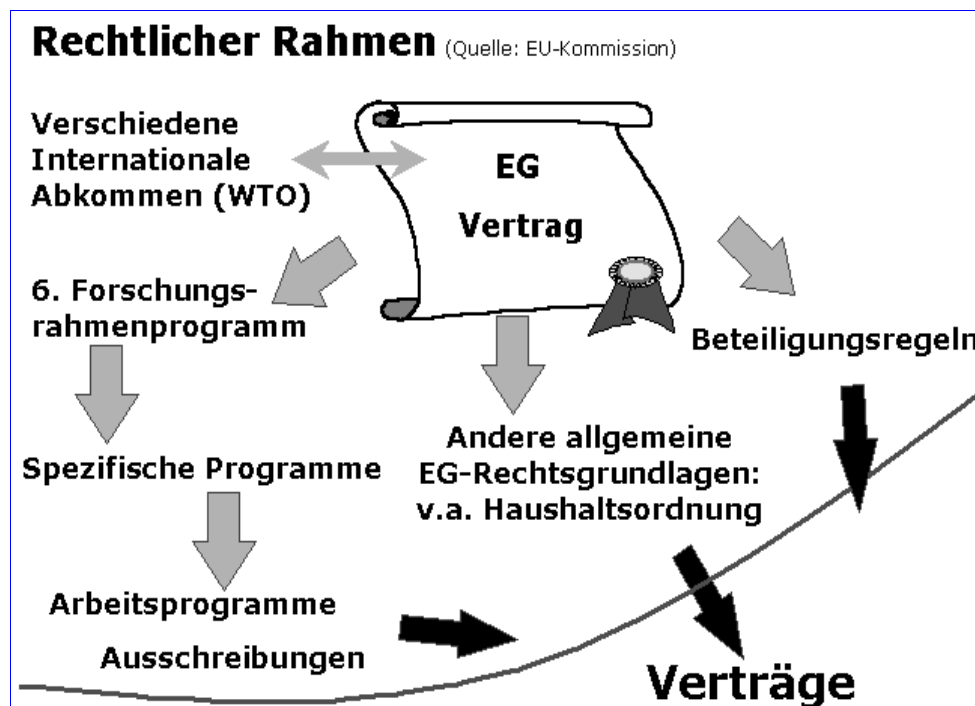 Rechtlicher Rahmen (Quelle: EU-Kommission)
Verschiedene
Internationale
Abkommen (WTO)
EG
Vertrag
6. Forschungs-
rahmenprogramm
Beteiligungsregeln
Spezifische Programme
Andere allgemeine
EG-Rechtsgrundlagen:
v.a. Haushaltsordnung
Arbeitsprogramme
Ausschreibungen
Verträge